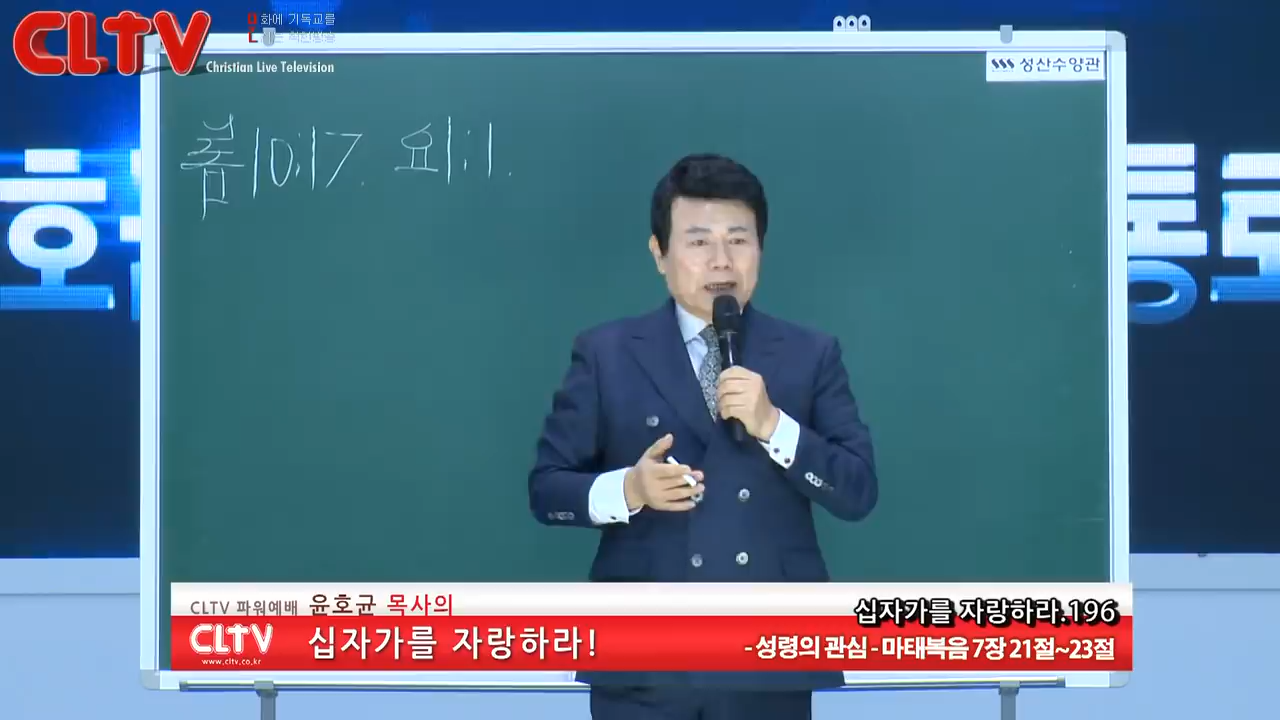 CLTV
Christian Live Television
성산수양관
롬10:17. 요1:1.
CLTV 파워예배 윤호균 목사의
십자가를 자랑하라.196
CLTV
www.cltv.co.kr
십자가를 자랑하라!
- 성령의 관심 - 마태복음 7장 21절~23절